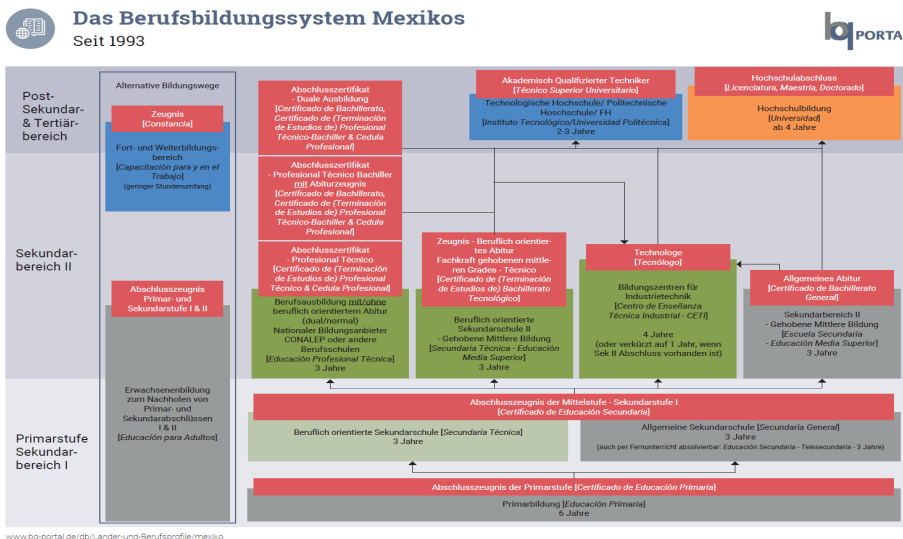 Das Berufsbildungssystem Mexikos
Seit 1993
bq PORTA
Post-
Sekundar-
& Tertiär-
bereich
Alternative Bildungswege
Zeugnis
[Constancia]
Fort- und Weiterbildungs-
bereich
[Capacitación para y en el
Trabajo]
(geringer Stundenumfang)
Abschlusszertifikat
- Duale Ausbildung
[Certificado de Bachillerato,
Certificado de (Terminación
de Estudios de) Profesional
Técnico-Bachiller & Cedula
Profesional]
Akademisch Qualifizierter Techniker
[Técnico Superior Universitario]
Technologische Hochschule/ Politechnische
Hoschschule/ FH
[Instituto Tecnológico/Universidad Politécnica]
2-3 Jahre
Hochschulabschluss
[Licenciatura, Maestría, Doctorado]
Hochschulbildung
[Universidad]
ab 4 Jahre
Sekundar-
bereich II
Abschlusszertifikat
- Profesional Técnico Bachiller
mit Abiturzeugnis
[Certificado de Bachillerato,
Certificado de (Terminación
de Estudios de) Profesional
Técnico-Bachiller & Cedula
Profesional]
Abschlusszertifikat
- Profesional Técnico
[Certificado de (Terminación
de Estudios de) Profesional
Técnico & Cedula Profesional]
Berufsausbildung mit/ohne
beruflich orientiertem Abitur
(dual/normal)
Nationaler Bildungsanbieter
CONALEP oder andere
Berufsschulen
[Educación Profesional Técnica]
3 Jahre
Zeugnis - Beruflich orientier-
tes Abitur
Fachkraft gehobenen mittle-
ren Grades - Técnico
[Certificado de (Terminación
de Estudios de) Bachillerato
Tecnológico]
Beruflich orientierte
Sekundarschule II
- Gehobene Mittlere Bildung
[Secundaria Técnica - Educación
Media Superior]
3 Jahre
Technologe
[Tecnólogo]
Bildungszentren für
Industrietechnik
[Centro de Enseñanza
Técnica Industrial - CETI]
4 Jahre
(oder verkürzt auf 1 Jahr, wenn
Sek II Abschluss vorhanden ist)
Allgemeines Abitur
[Certificado de Bachillerato
General]
Sekundarbereich II
- Gehobene Mittlere Bildung
[Escuela Secundaria
- Educación Media Superior]
3 Jahre
Abschlusszeugnis
Primar- und
Sekundarstufe I & II
Erwachsenenbildung
zum Nachholen von
Primar- und
Sekundarabschlüssen
I & II
[Educación para Adultos]
Primarstufe
Sekundar-
bereich I
Abschlusszeugnis der Mittelstufe - Sekundarstufe I
[Certificado de Educación Secundaria]
Beruflich orientierte Sekundarschule [Secundaria Técnica]
3 Jahre
Allgemeine Sekundarschule [Secundaria General]
3 Jahre
(auch per Fernunterricht absolvierbar: Educación Secundaria - Telesecundaria - 3 Jahre)
Abschlusszeugnis der Primarstufe [Certificado de Educación Primaria]
Primarbildung [Educación Primaria]
6 Jahre
www.bq-portal.de/db/Lander-und-Berufsprofile/mexiko